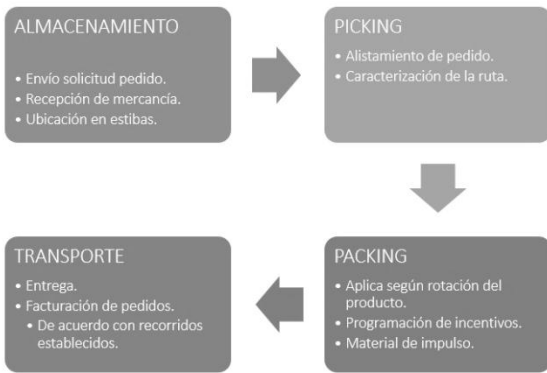 ALMACENAMIENTO
• Envío solicitud pedido.
• Recepción de mercancía.
• Ubicación en estibas.
PICKING
• Alistamiento de pedido.
• Caracterización de la ruta.
PACKING
• Aplica según rotación del
producto.
• Programación de incentivos.
• Material de impulso.
TRANSPORTE
• Entrega.
• Facturación de pedidos.
• De acuerdo con recorridos
establecidos.